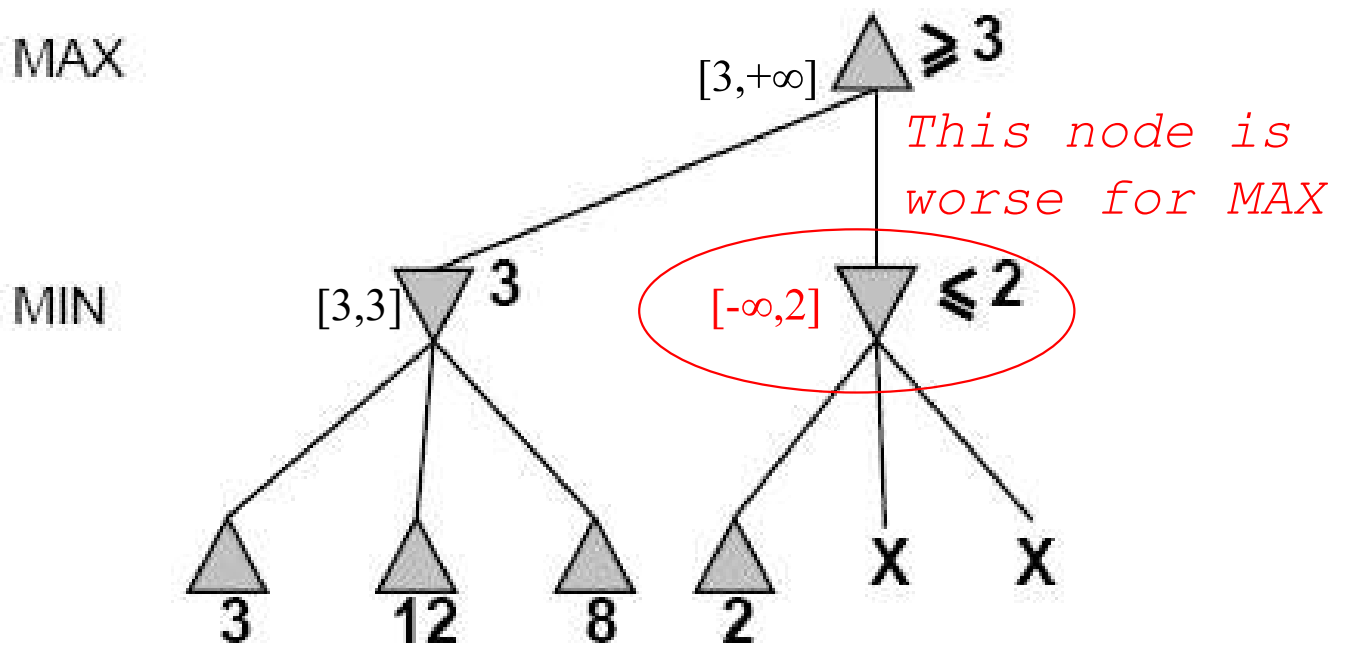 MAX
≥ 3
[3,+∞]
This node is
worse for MAX
MIN
[3,3]
3
[-∞,2]
≤ 2
3
12
8
2
X
X